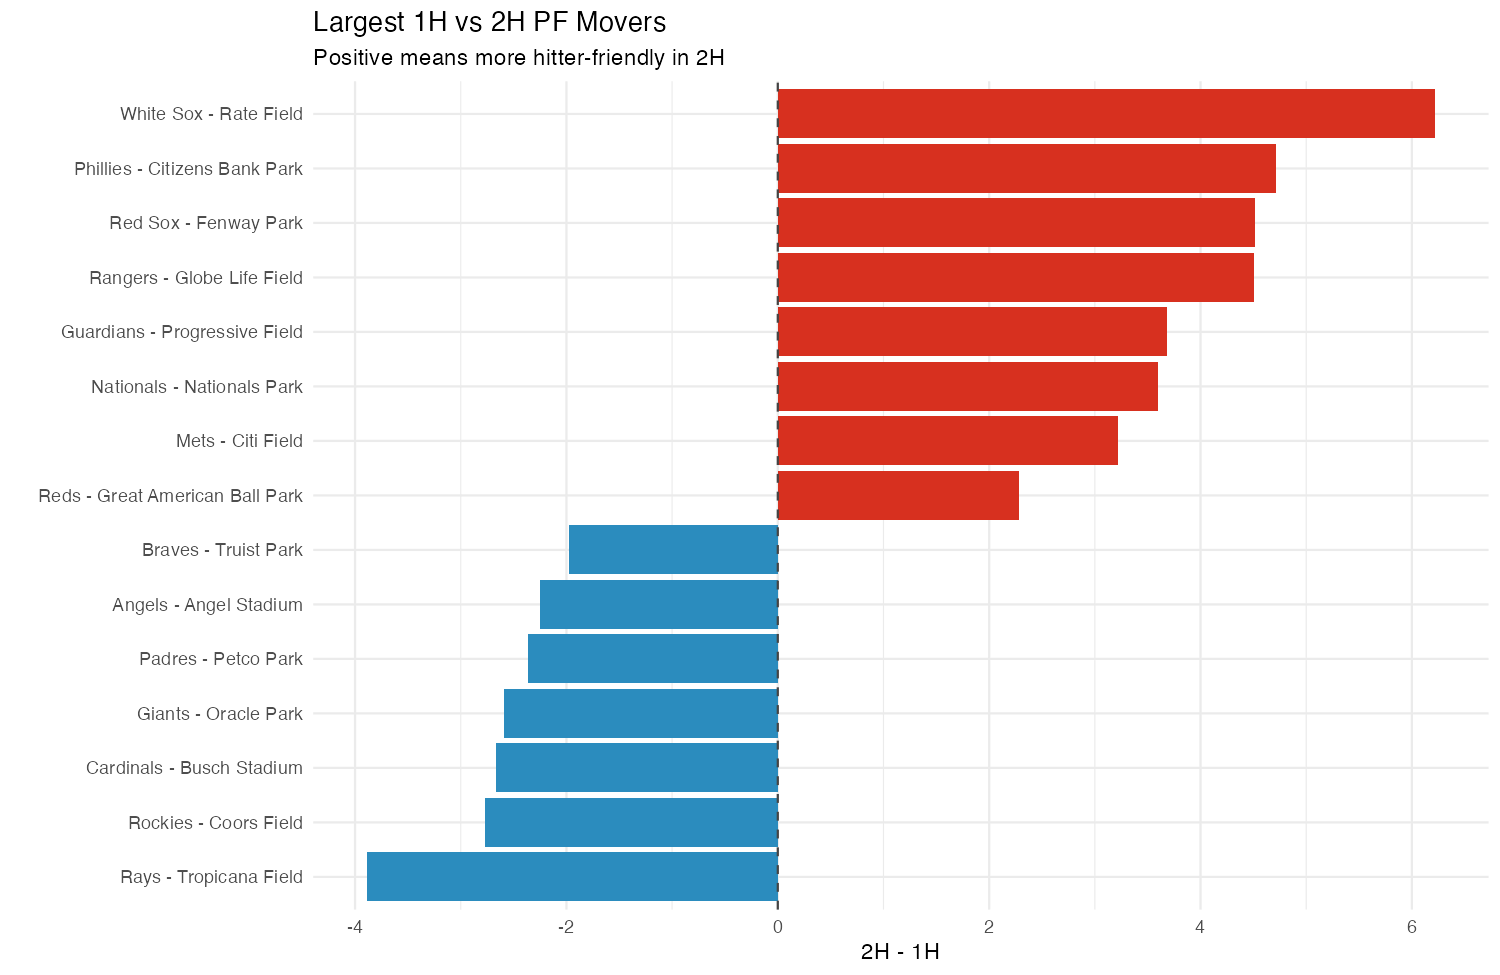 Largest 1H vs 2H PF Movers
Positive means more hitter-friendly in 2H
White Sox - Rate Field
Phillies - Citizens Bank Park
Red Sox - Fenway Park
Rangers - Globe Life Field
Guardians - Progressive Field
Nationals - Nationals Park
Mets - Citi Field
Reds - Great American Ball Park
Braves - Truist Park
Angels - Angel Stadium
Padres - Petco Park
Giants - Oracle Park
Cardinals - Busch Stadium
Rockies - Coors Field
Rays - Tropicana Field
-4 -2 0 2 4 6
2H - 1H